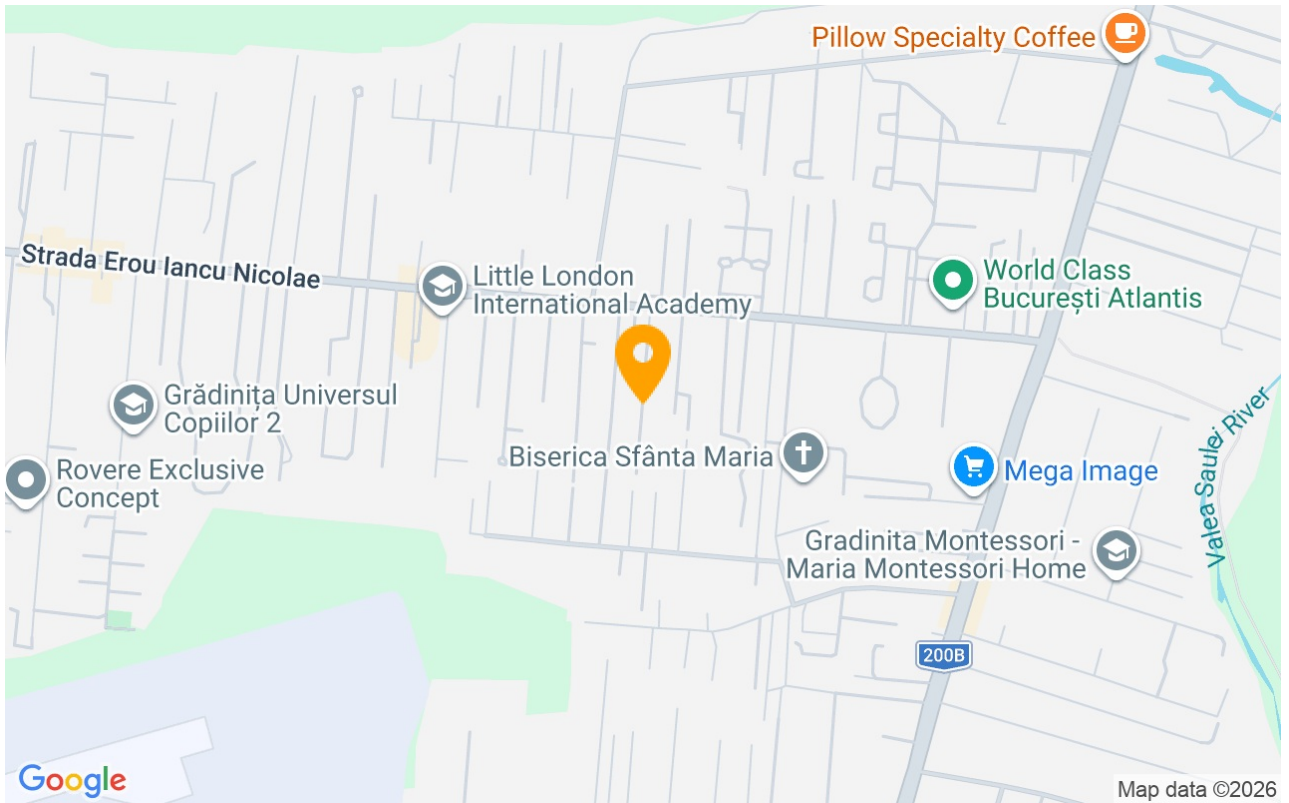 Pillow Specialty Coffee
Strada Erou Iancu Nicolae
Little London
International Academy
World Class
București Atlantis
Grădinița Universul
Copiilor 2
Rovere Exclusive
Concept
Biserica Sfânta Maria
Mega Image
Valea Saulei River
Gradinita Montessori -
Maria Montessori Home
200B
Google
Map data ©2026